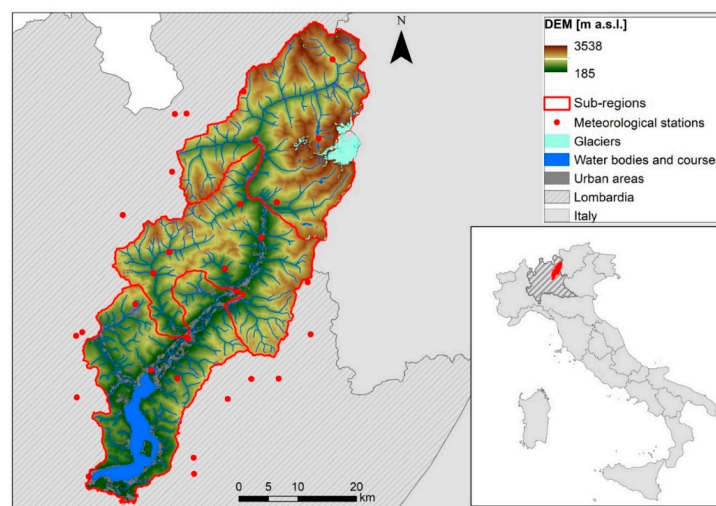 N
DEM [m a.s.l.]
3538
185
Sub-regions
Meteorological stations
Glaciers
Water bodies and courses
Urban areas
Lombardia
Italy
0 5 10 20
km